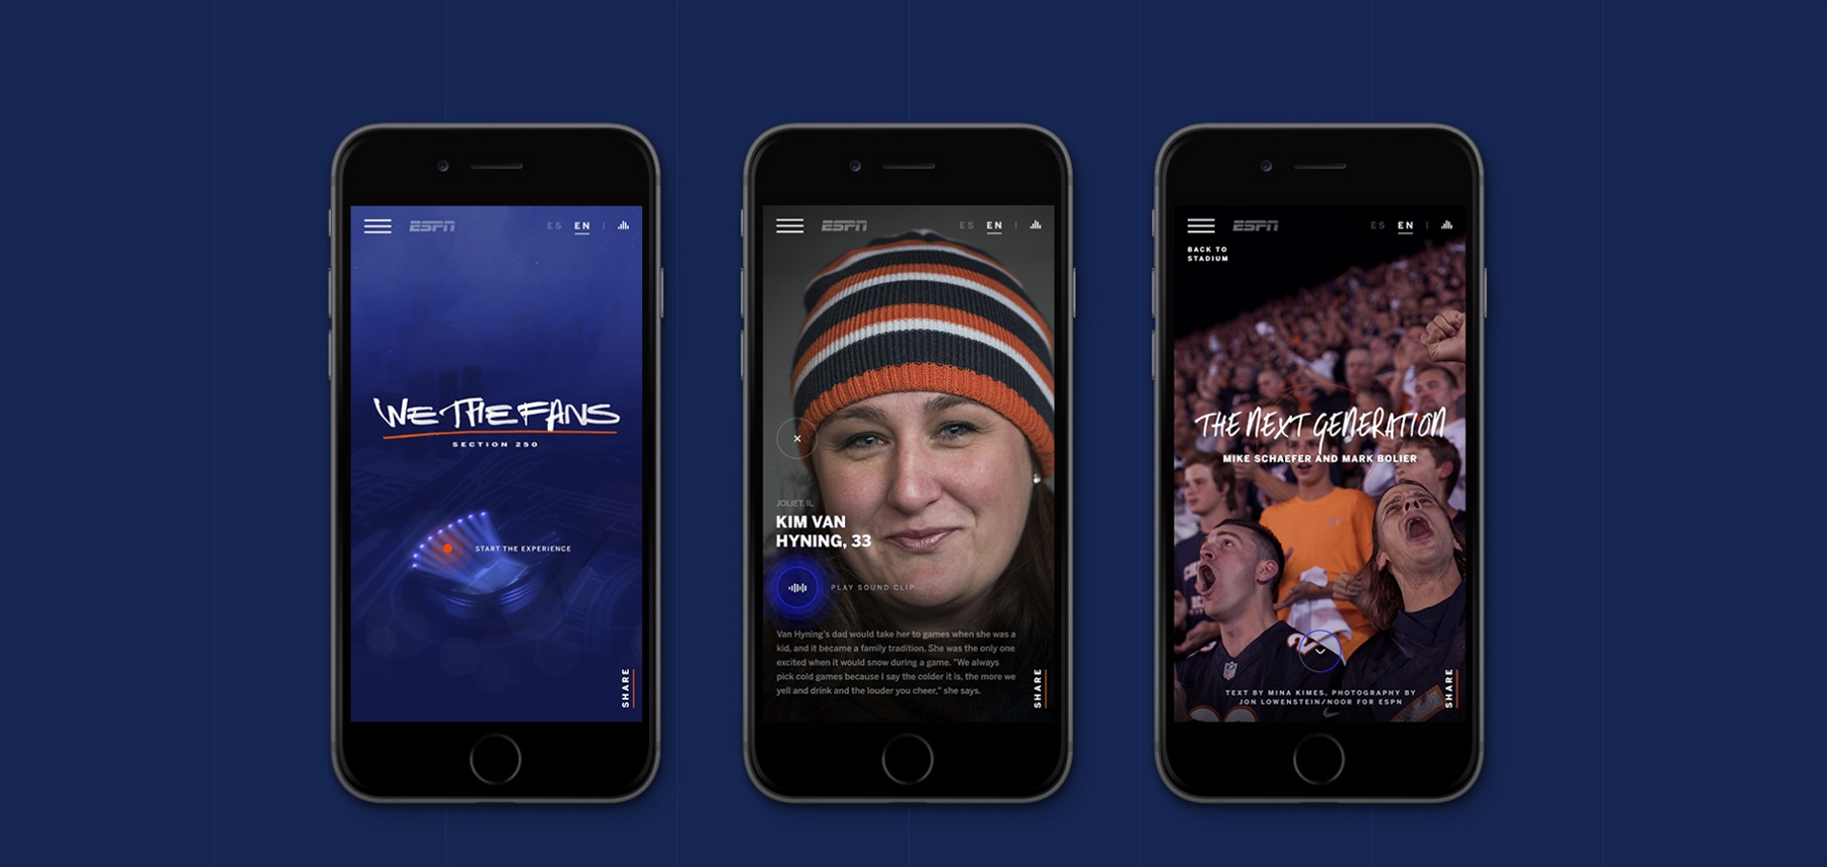 ESPN
ES EN
WE THE FANS
SECTION 250
START THE EXPERIENCE
SHARE
ESPN
ES EN
JOLIET, IL
KIM VAN
HYNING, 33
PLAY SOUND CLIP
Van Hyning's dad would take her to games when she was a
kid, and it became a family tradition. She was the only one
excited when it would snow during a game. "We always
pick cold games because I say the colder it is, the more we
yell and drink and the louder you cheer," she says.
SHARE
ESPN
ES EN
BACK TO
STADIUM
THE NEXT GENERATION
MIKE SCHAEFER AND MARK BOLIER
TEXT BY MINA KIMES, PHOTOGRAPHY BY
JON LOWENSTEIN/NOOR FOR ESPN
SHARE